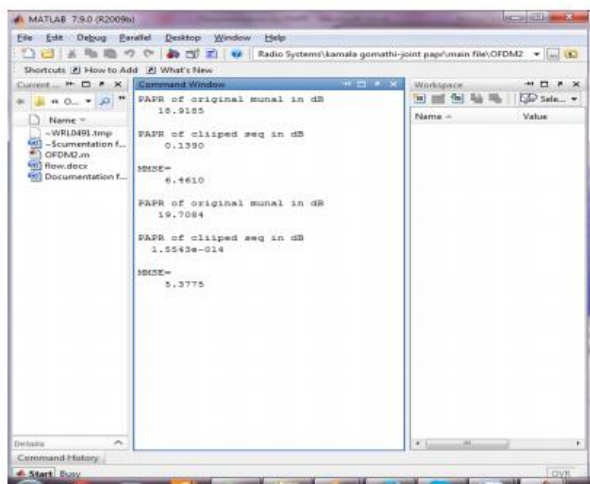 MATLAB 7.9.0 (R2009b)
File Edit Debug Parallel Desktop Window Help
Radio Systems\kamala gomathi-joint papr\main file\OFDM2
Shortcuts How to Add What's New
Current ...
Command Window
Workspace
« O...
Sele...
Name
Name Value
~WRL0491.tmp
~$cumentation f...
OFDM2.m
flow.docx
Documentation f...
PAPR of original munal in dB
18.9185
PAPR of cliiped seq in dB
0.1390
MMSE=
6.4610
PAPR of original munal in dB
19.7084
PAPR of cliiped seq in dB
1.5543e-014
MMSE=
5.3775
Details
Command History
Start Busy
OVR